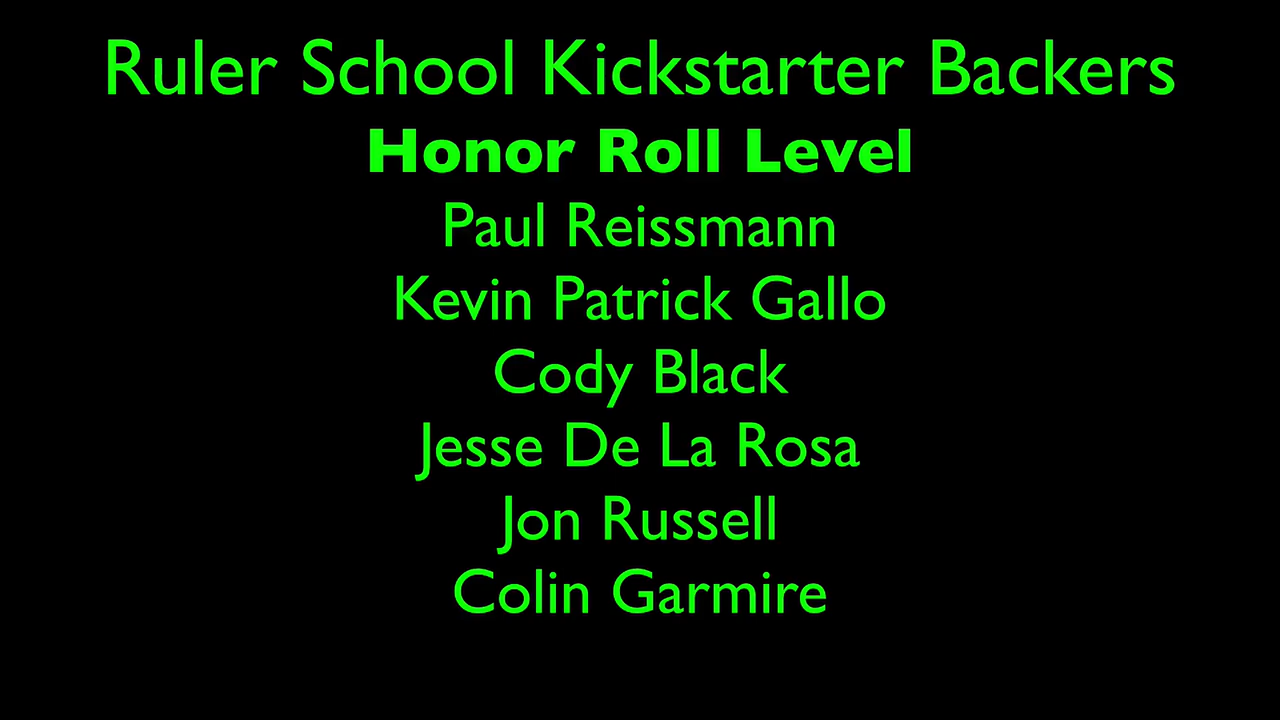 Ruler School Kickstarter Backers
Honor Roll Level
Paul Reissmann
Kevin Patrick Gallo
Cody Black
Jesse De La Rosa
Jon Russell
Colin Garmire